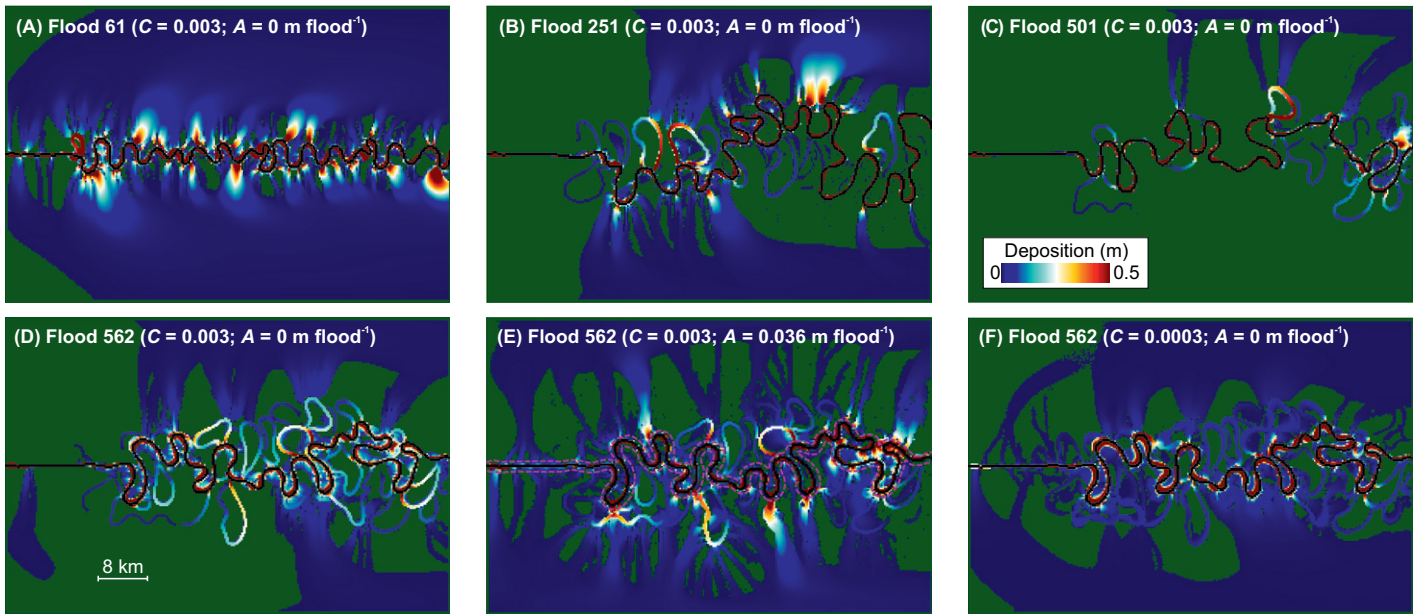 (A) Flood 61 (C = 0.003; A = 0 m flood⁻¹)
(B) Flood 251 (C = 0.003; A = 0 m flood⁻¹)
(C) Flood 501 (C = 0.003; A = 0 m flood⁻¹)
Deposition (m)
0 0.5
(D) Flood 562 (C = 0.003; A = 0 m flood⁻¹)
(E) Flood 562 (C = 0.003; A = 0.036 m flood⁻¹)
(F) Flood 562 (C = 0.0003; A = 0 m flood⁻¹)
8 km